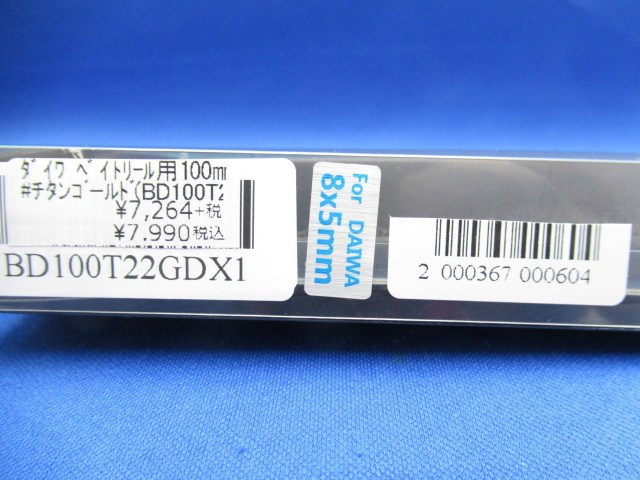 ダイワ ベイトリール用100mm
#チタンゴールド(BD100T2
¥7,264+税
¥7.990税込
BD100T22GDX1
For DAIWA
8x5mm
2 000367 000604